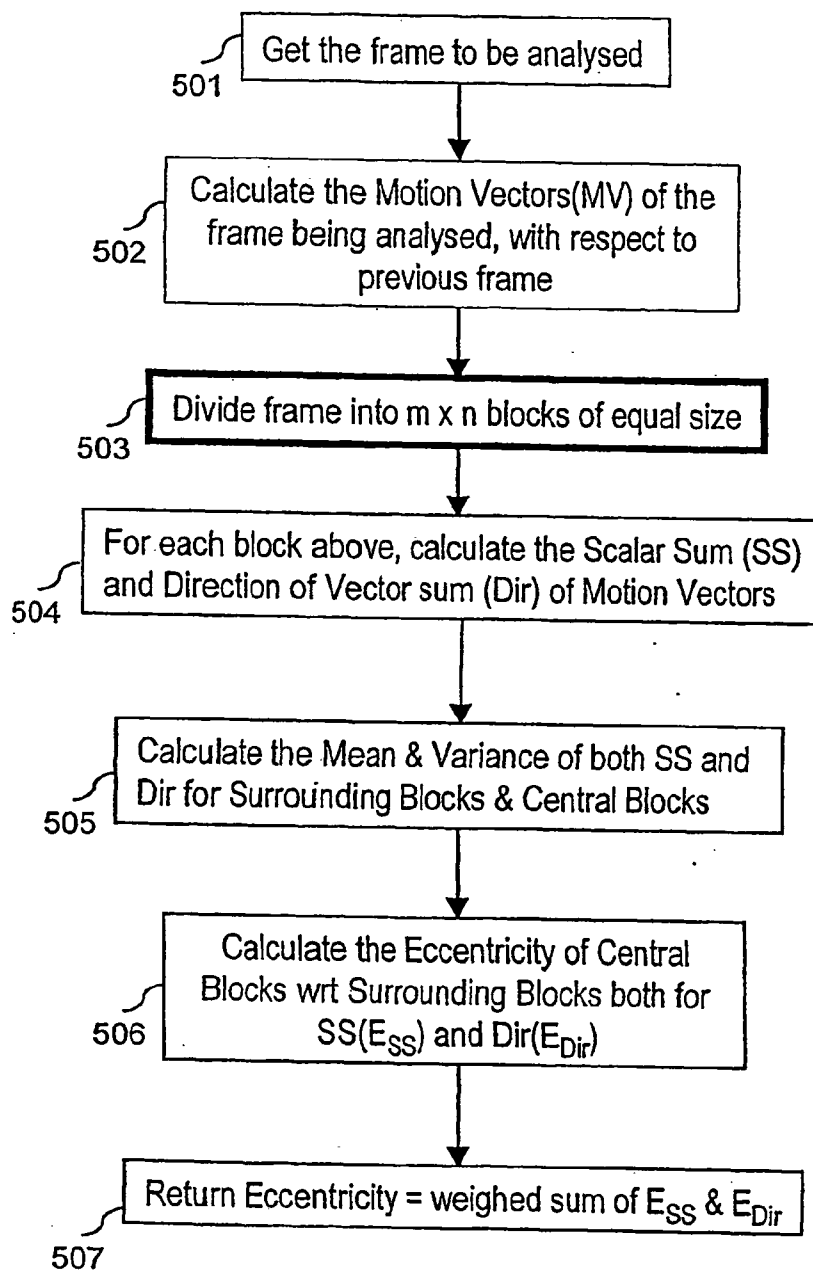 Get the frame to be analysed
501
Calculate the Motion Vectors(MV) of the
frame being analysed, with respect to
previous frame
502
Divide frame into m x n blocks of equal size
503
For each block above, calculate the Scalar Sum (SS)
and Direction of Vector sum (Dir) of Motion Vectors
504
Calculate the Mean & Variance of both SS and
Dir for Surrounding Blocks & Central Blocks
505
Calculate the Eccentricity of Central
Blocks wrt Surrounding Blocks both for
SS(E_SS) and Dir(E_Dir)
506
Return Eccentricity = weighed sum of E_SS & E_Dir
507